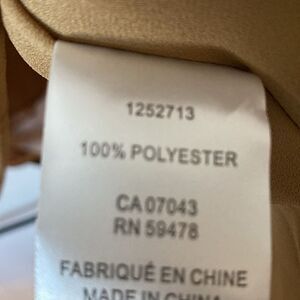 1252713
100% POLYESTER
CA 07043
RN 59478
FABRIQUÉ EN CHINE
MADE IN CHINA